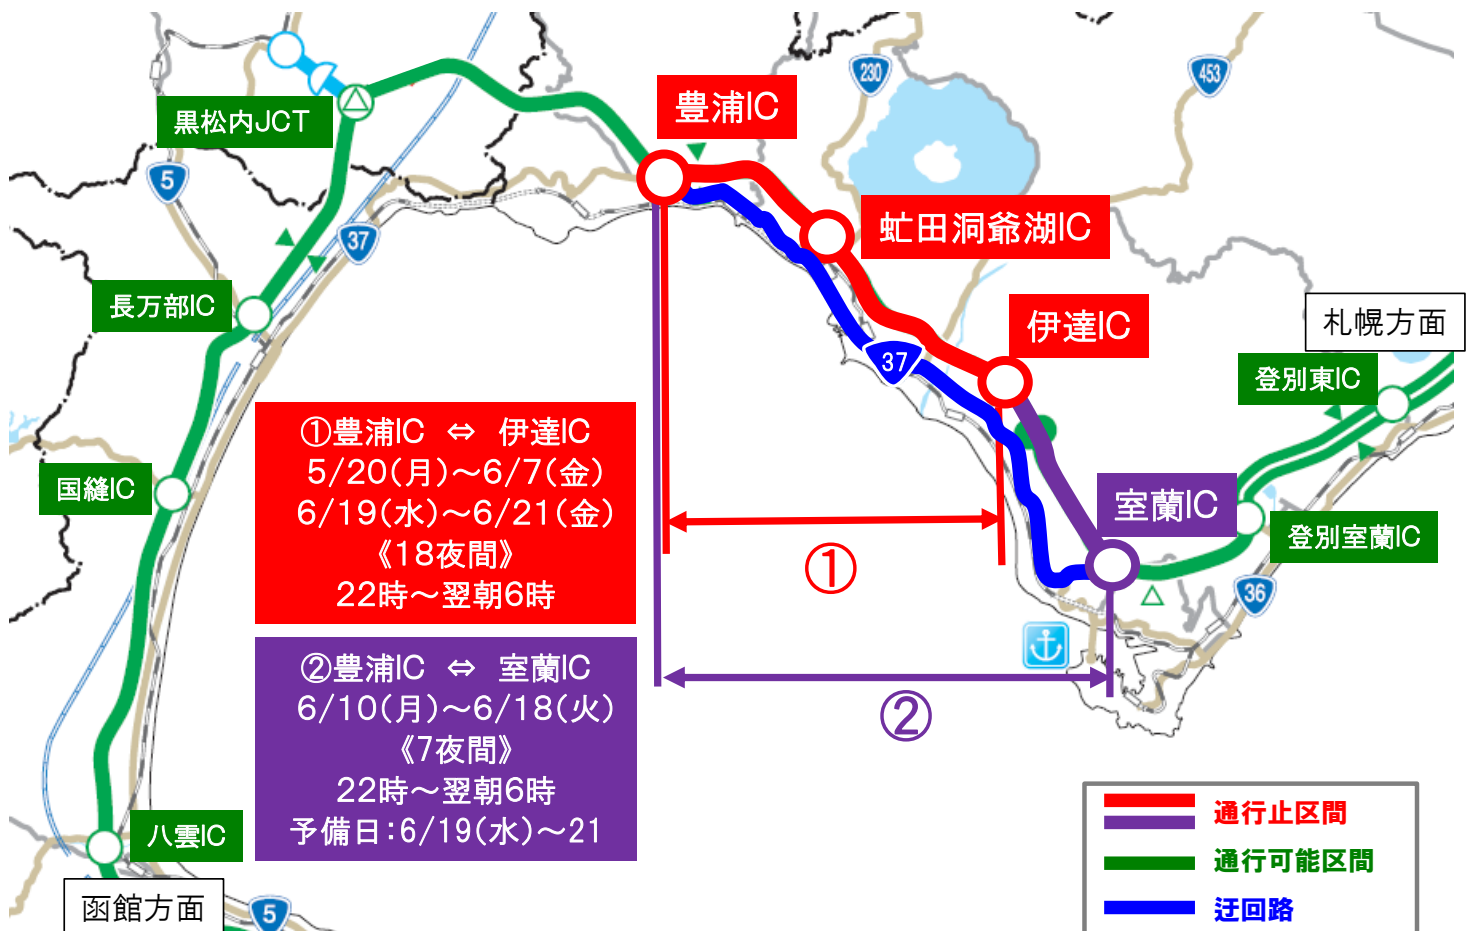 230
453
豊浦IC
黒松内JCT
5
虻田洞爺湖IC
37
長万部IC
伊達IC
札幌方面
37
登別東IC
①豊浦IC ⇔ 伊達IC
5/20(月)～6/7(金)
6/19(水)～6/21(金)
《18夜間》
22時～翌朝6時
国縫IC
室蘭IC
登別室蘭IC
①
36
②豊浦IC ⇔ 室蘭IC
6/10(月)～6/18(火)
《7夜間》
22時～翌朝6時
予備日：6/19(水)～21
②
八雲IC
函館方面
5
通行止区間
通行可能区間
迂回路